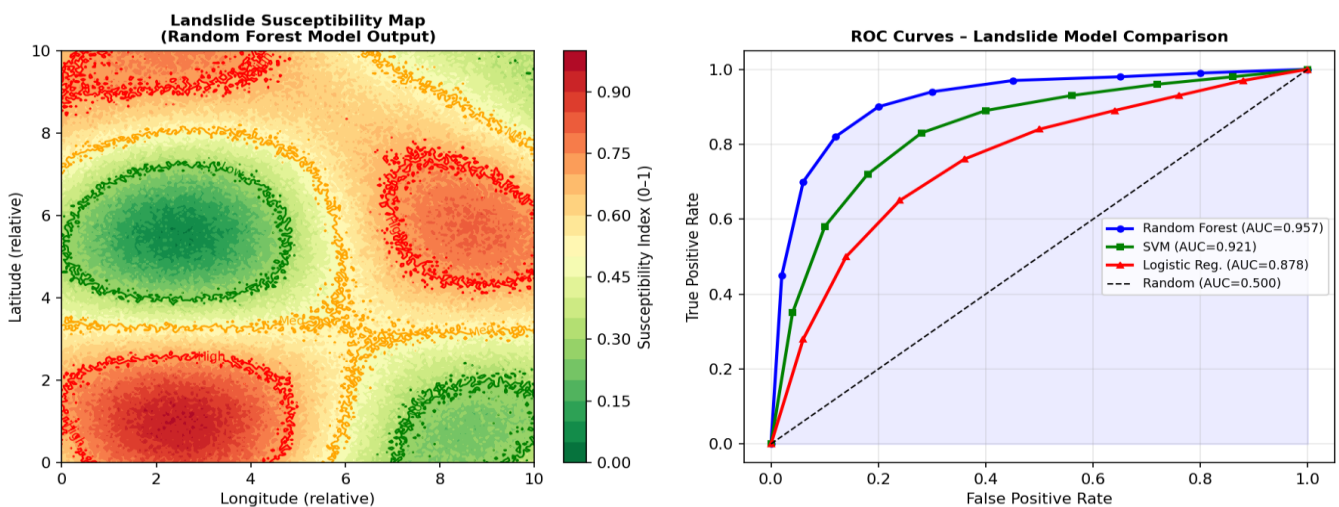 Landslide Susceptibility Map
(Random Forest Model Output)
10
8
6
4
2
0
Latitude (relative)
0
2
4
6
8
10
Longitude (relative)
High
0.90
0.75
0.60
0.45
0.30
0.15
0.00
Susceptibility Index (0–1)
ROC Curves – Landslide Model Comparison
1.0
0.8
0.6
0.4
0.2
0.0
True Positive Rate
Random Forest (AUC=0.957)
SVM (AUC=0.921)
Logistic Reg. (AUC=0.878)
Random (AUC=0.500)
0.0
0.2
0.4
0.6
0.8
1.0
False Positive Rate